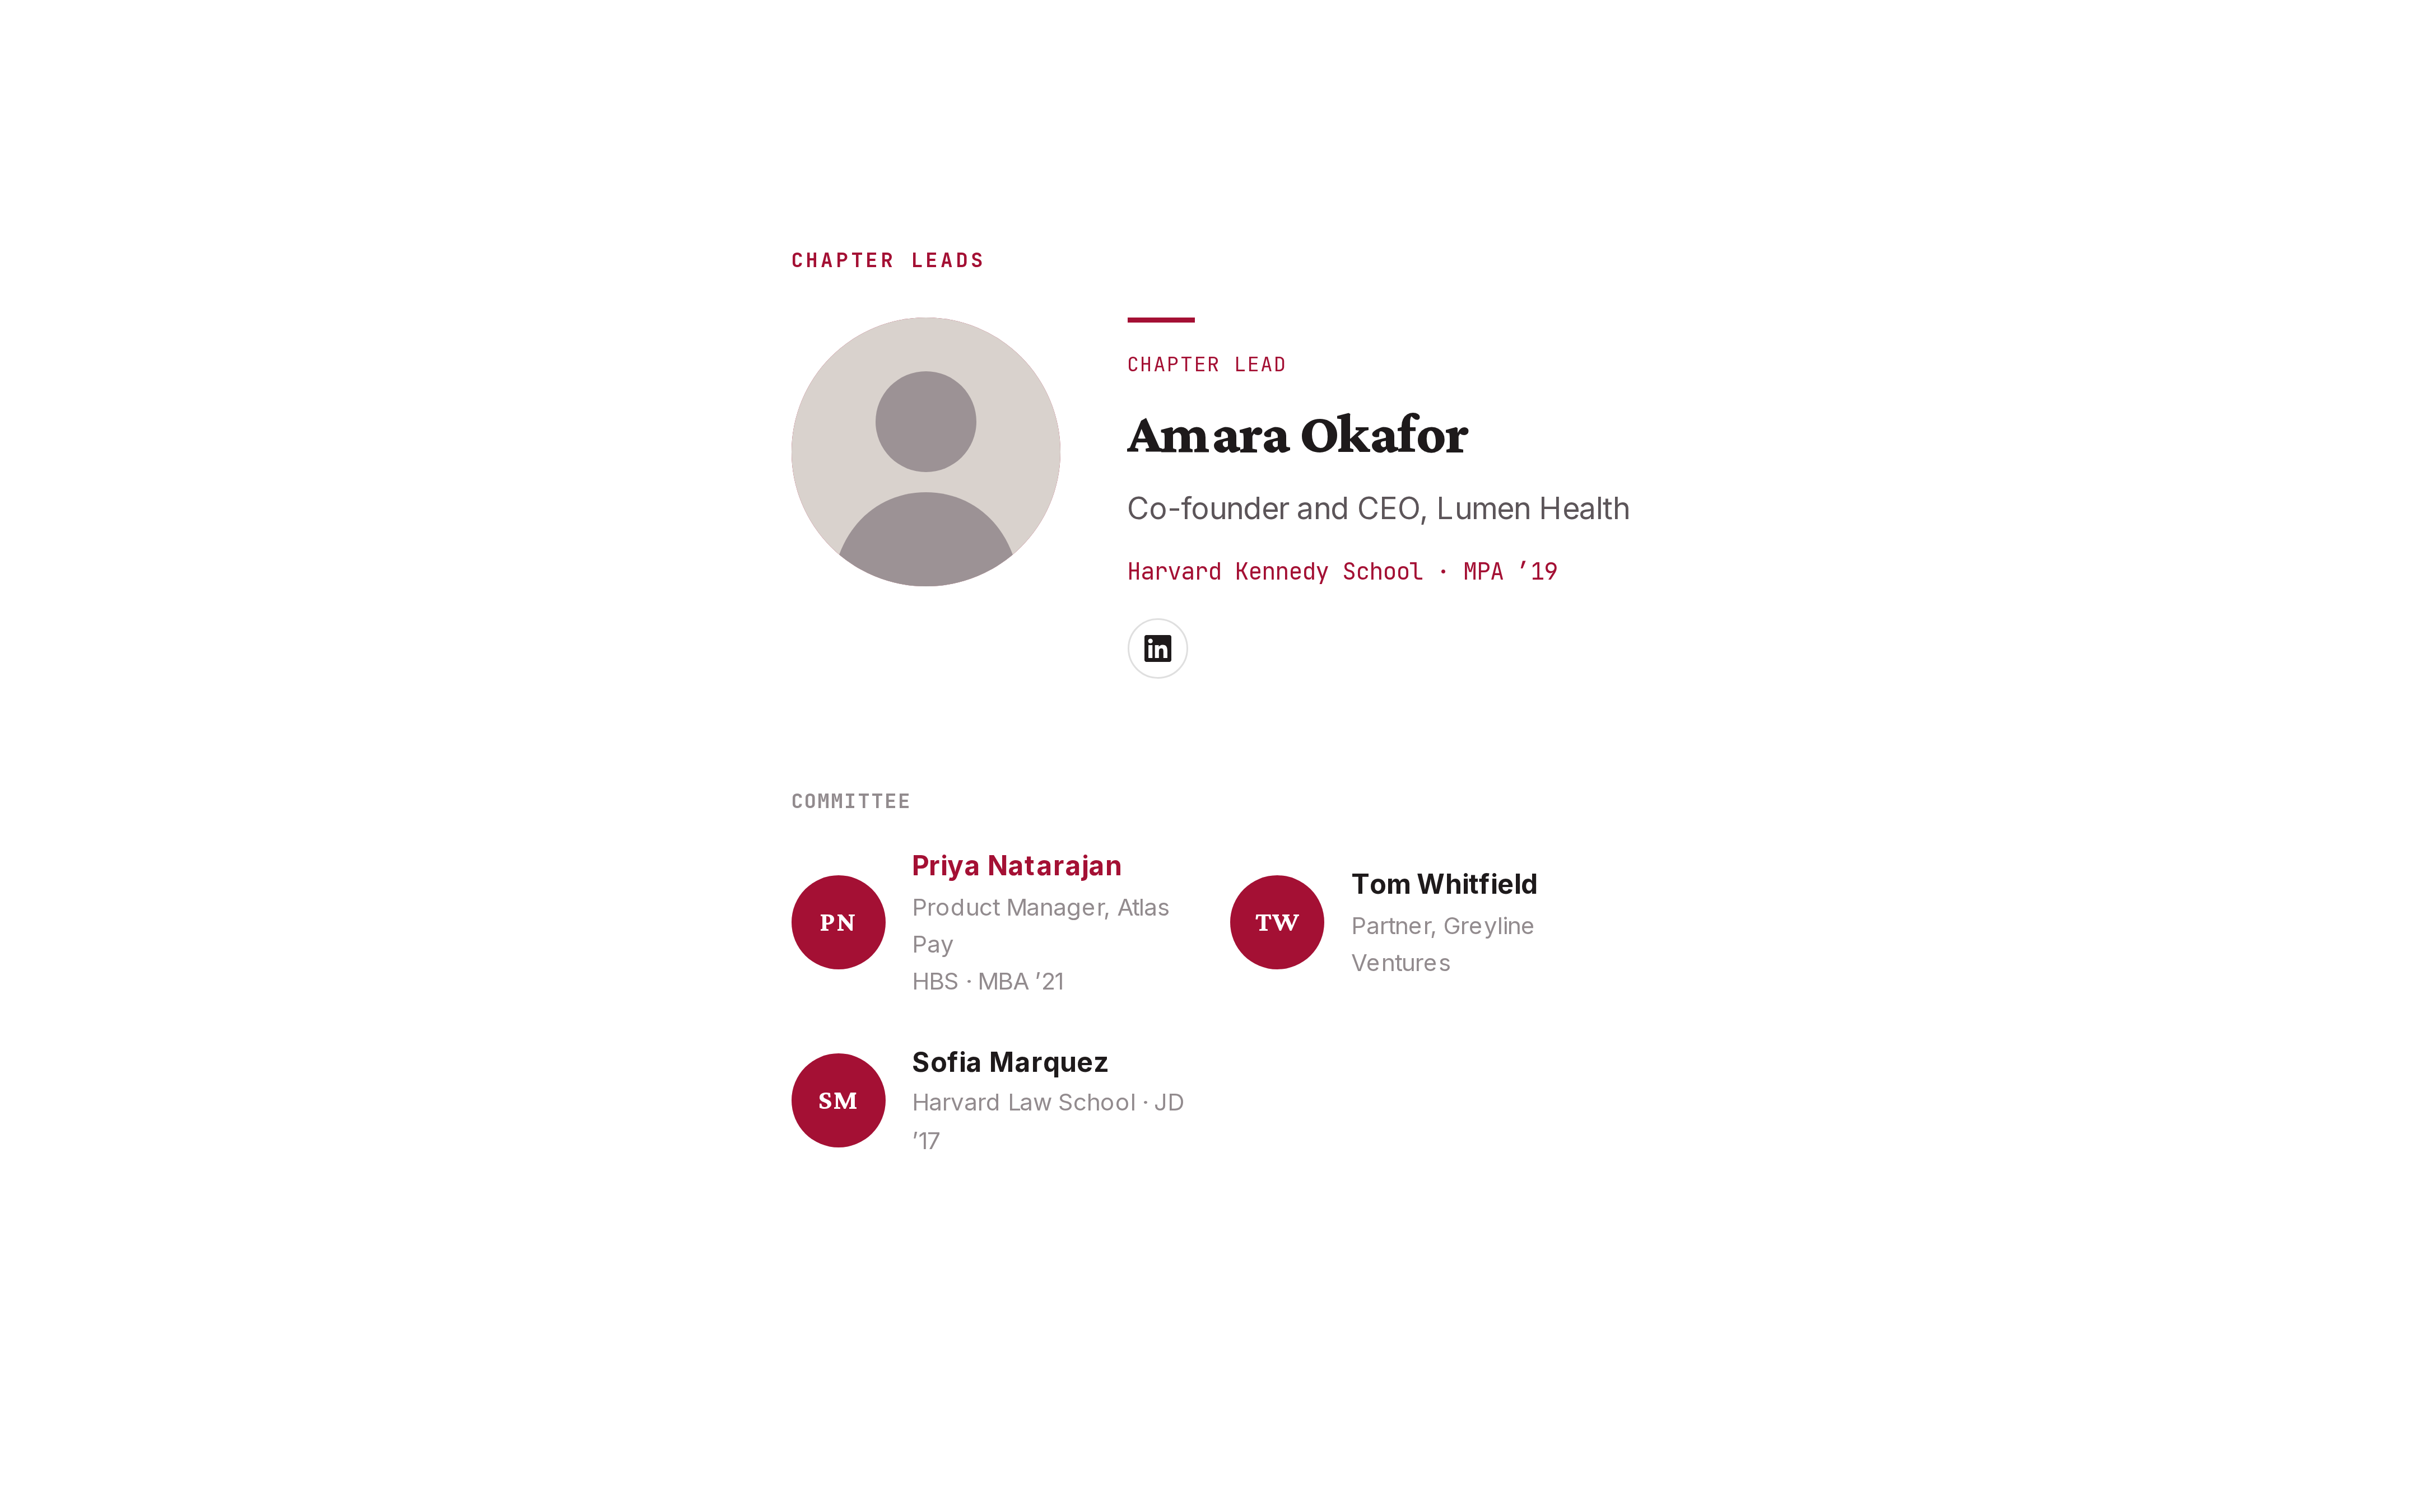 CHAPTER LEADS
CHAPTER LEAD
Amara Okafor
Co-founder and CEO, Lumen Health
Harvard Kennedy School · MPA ’19
in
COMMITTEE
PN
Priya Natarajan
Product Manager, Atlas
Pay
HBS · MBA ’21
TW
Tom Whitfield
Partner, Greyline
Ventures
SM
Sofia Marquez
Harvard Law School · JD
’17